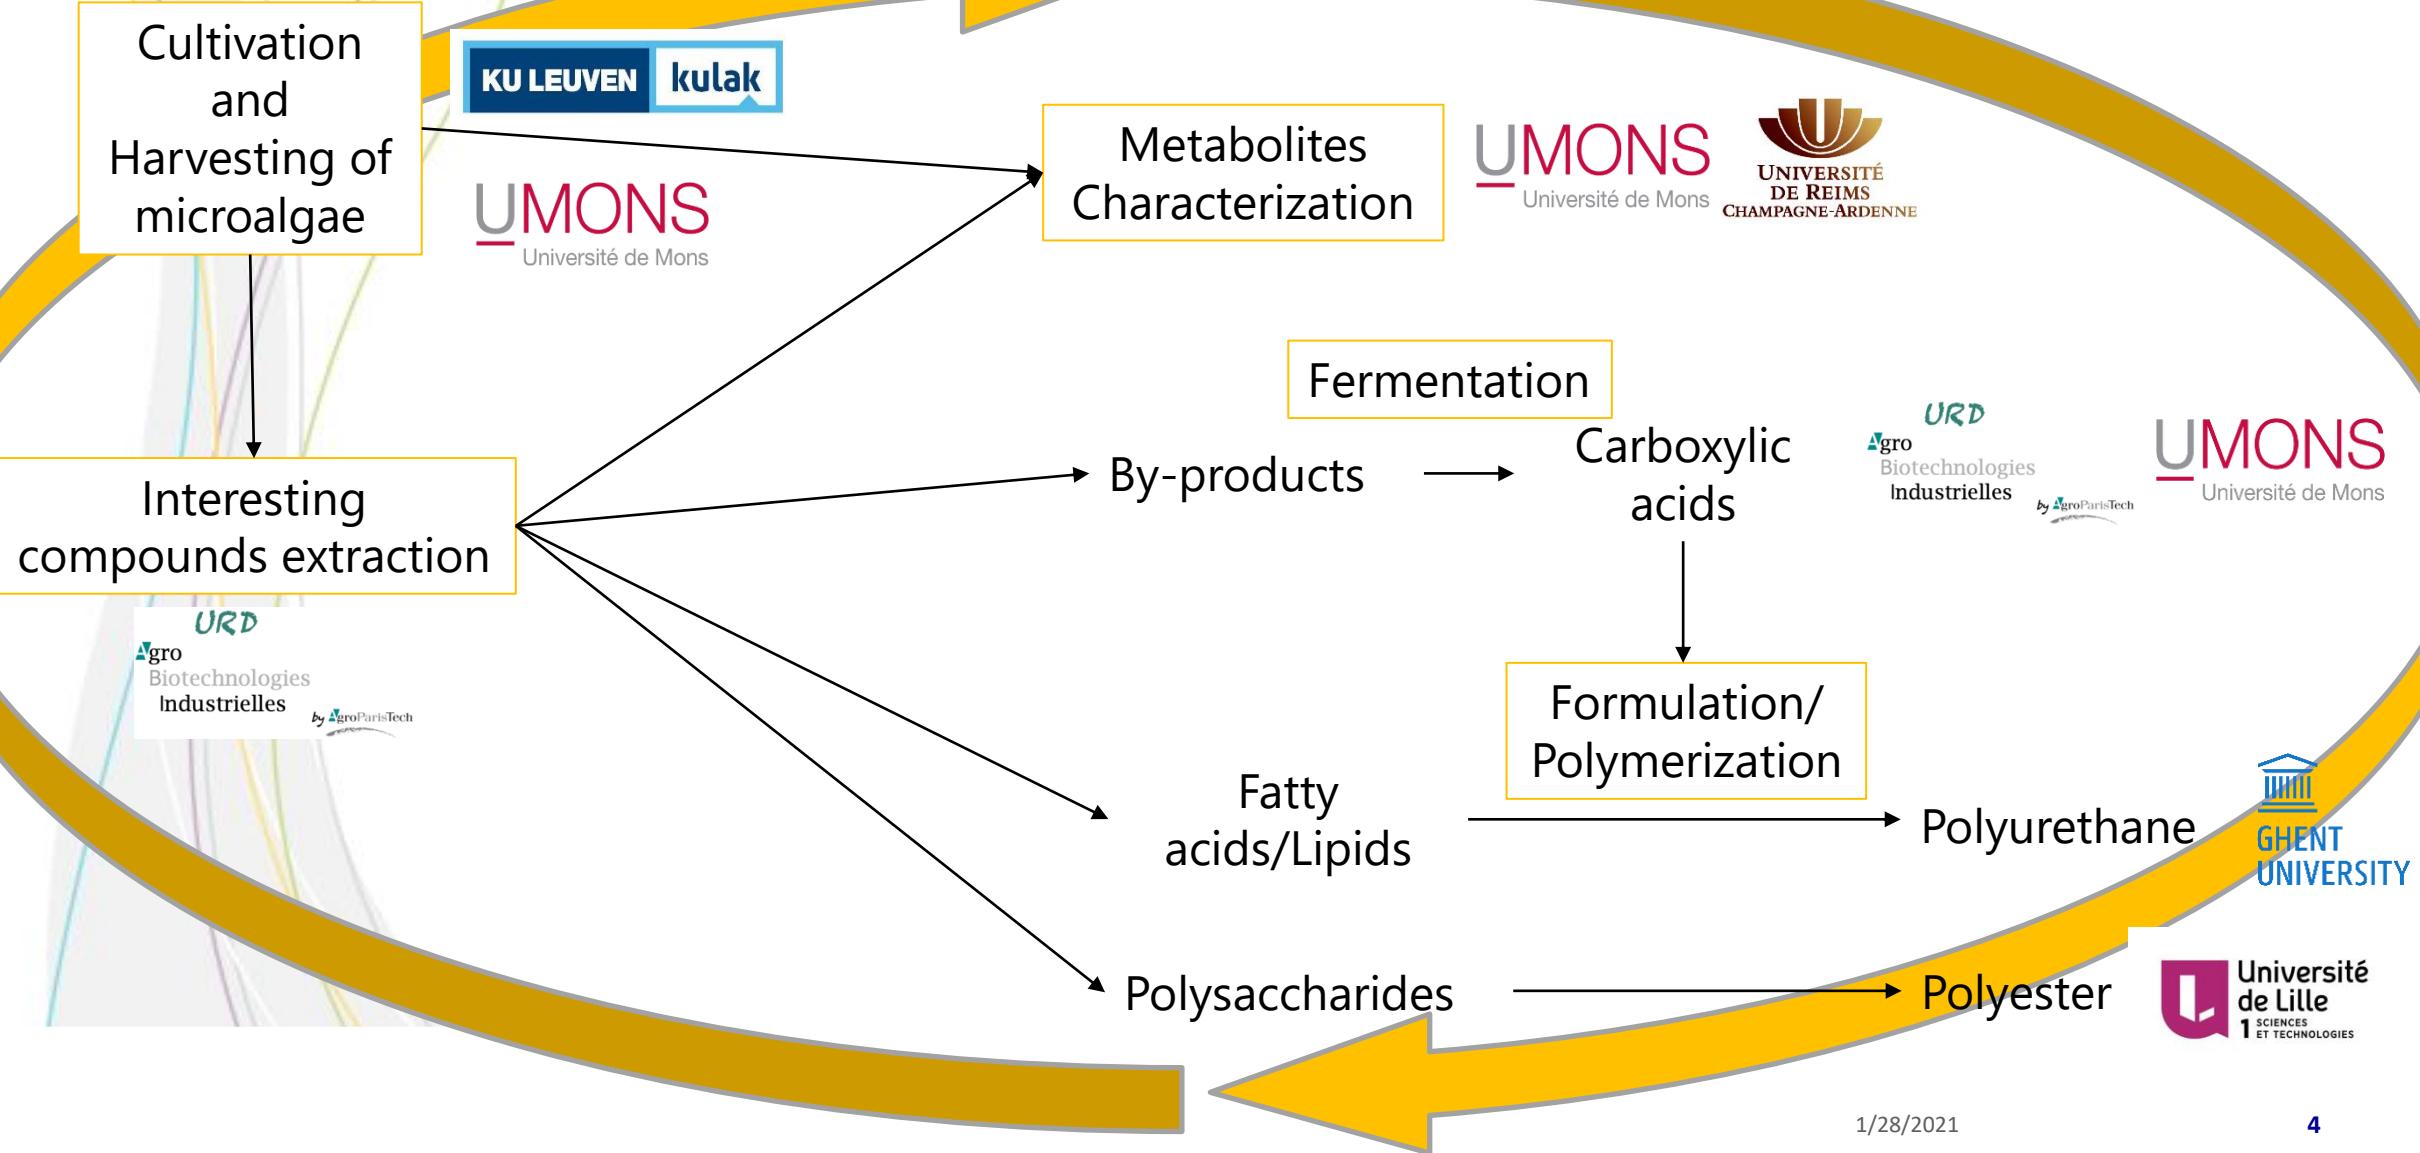 Cultivation
and
Harvesting of
microalgae
KU LEUVEN kulak
UMONS
Université de Mons
Metabolites
Characterization
UMONS
Université de Mons
UNIVERSITÉ
DE REIMS
CHAMPAGNE-ARDENNE
Fermentation
By-products
Carboxylic
acids
URD
Agro
Biotechnologies
Industrielles
by AgroParisTech
UMONS
Université de Mons
Interesting
compounds extraction
URD
Agro
Biotechnologies
Industrielles
by AgroParisTech
Formulation/
Polymerization
Fatty
acids/Lipids
Polyurethane
GHENT
UNIVERSITY
Polysaccharides
Polyester
Université
de Lille
1 SCIENCES
ET TECHNOLOGIES
1/28/2021
4